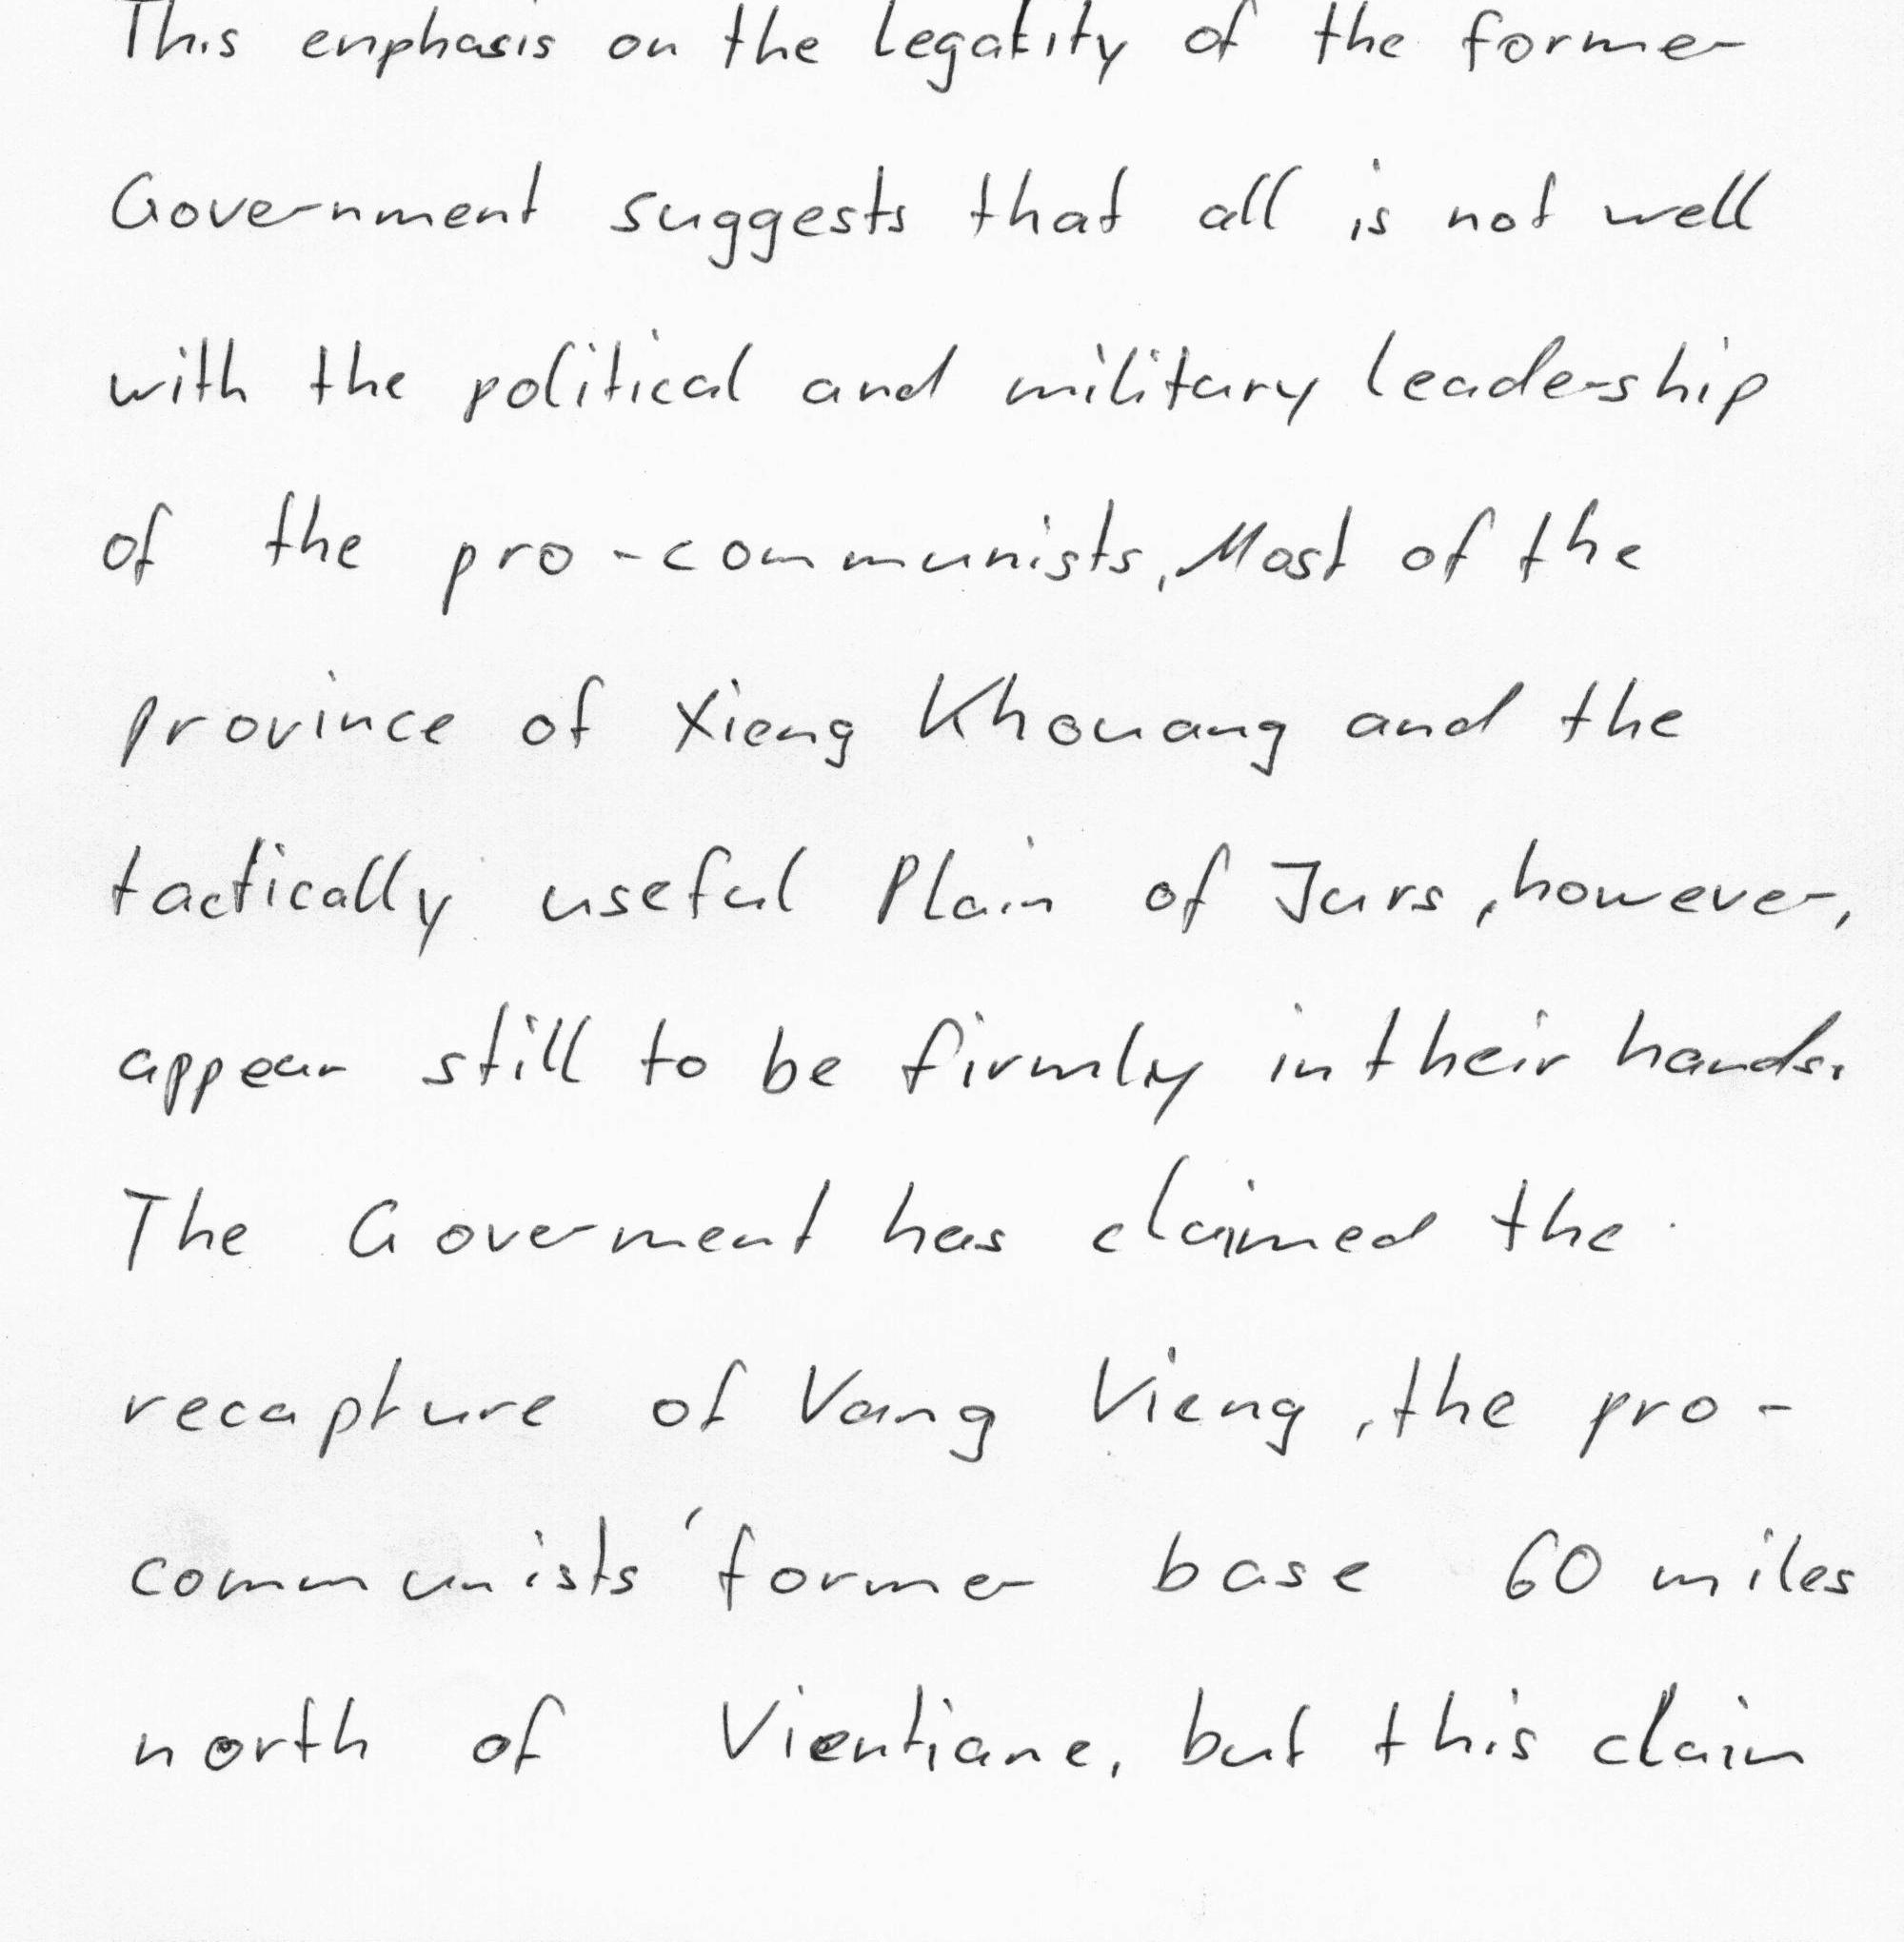 This emphasis on the legality of the former
Government suggests that all is not well
with the political and military leadership
of the pro-communists. Most of the
province of Xieng Khouang and the
tactically useful Plain of Jars, however,
appear still to be firmly in their hands.
The Government has claimed the
recapture of Vang Vieng, the pro-
communists' former base 60 miles
north of Vientiane, but this claim